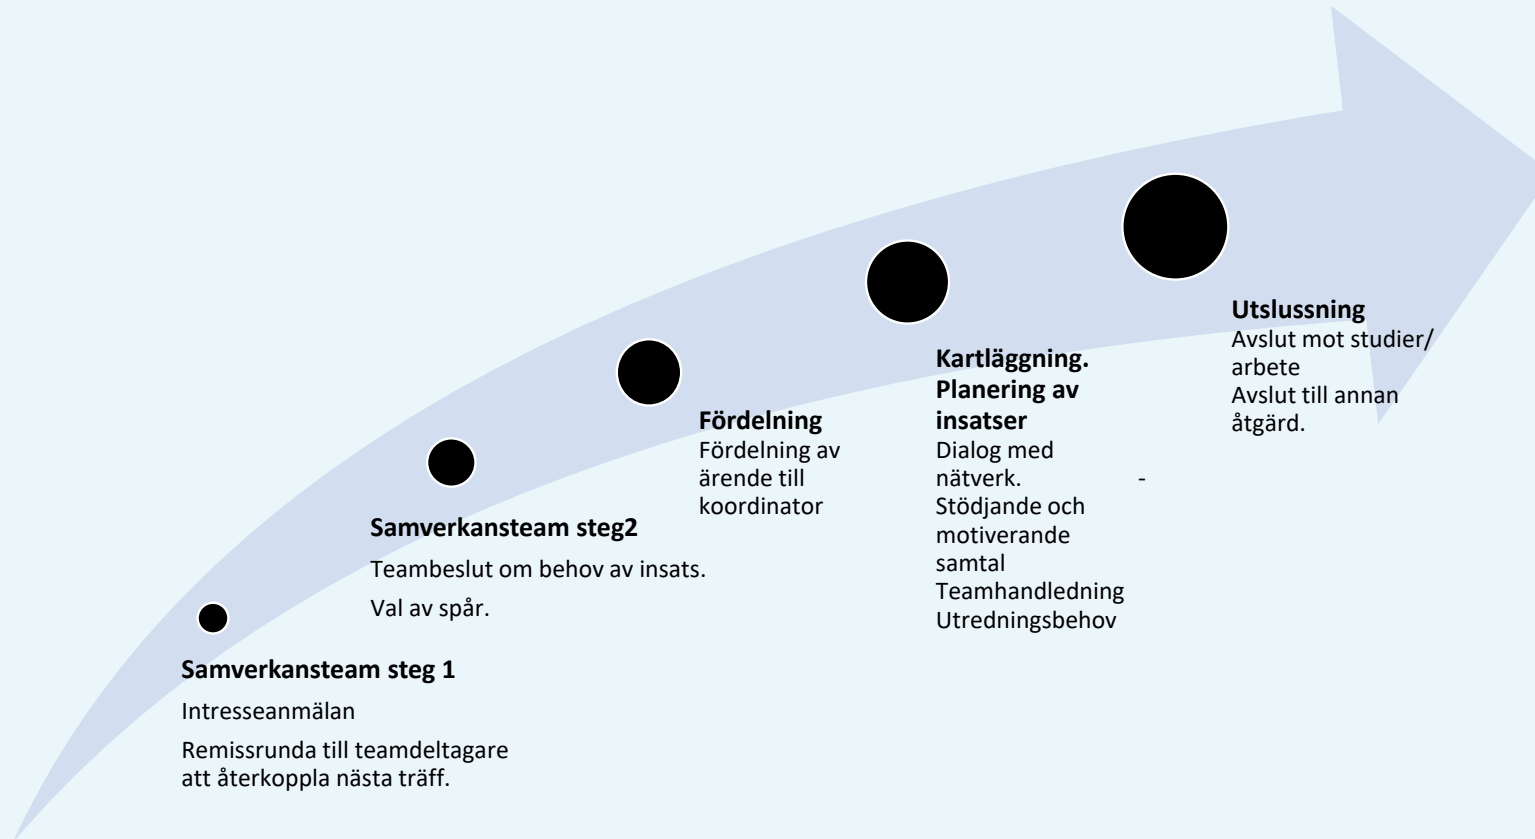 Samverkansteam steg 1
Intresseanmälan
Remissrunda till teamdeltagare
att återkoppla nästa träff.
Samverkansteam steg2
Teambeslut om behov av insats.
Val av spår.
Fördelning
Fördelning av
ärende till
koordinator
Kartläggning.
Planering av
insatser
Dialog med
nätverk.
-
Stödjande och
motiverande
samtal
Teamhandledning
Utredningsbehov
Utslussning
Avslut mot studier/
arbete
Avslut till annan
åtgärd.